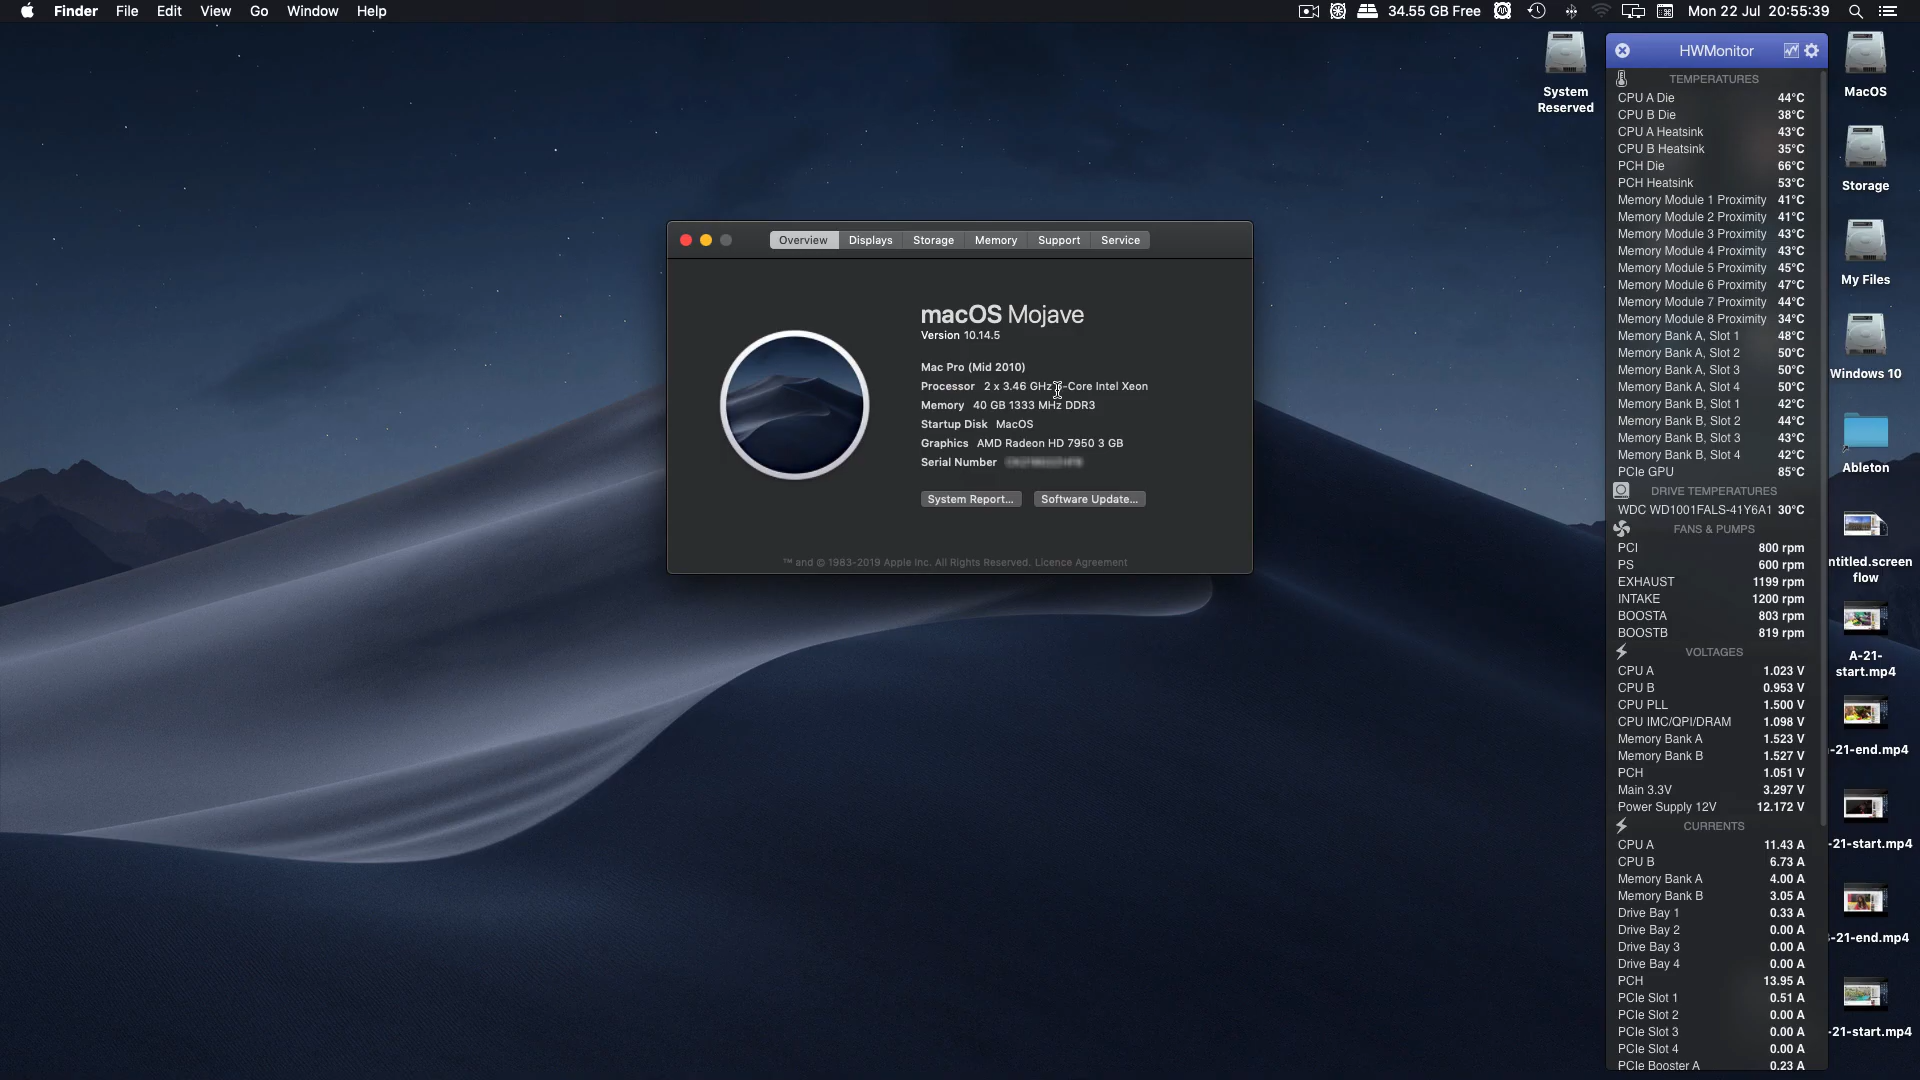 Finder File Edit View Go Window Help
34.55 GB Free
Mon 22 Jul 20:55:39
System
Reserved
HWMonitor
TEMPERATURES
CPU A Die 44°C
CPU B Die 38°C
CPU A Heatsink 43°C
CPU B Heatsink 35°C
PCH Die 66°C
PCH Heatsink 53°C
Memory Module 1 Proximity 41°C
Memory Module 2 Proximity 41°C
Memory Module 3 Proximity 43°C
Memory Module 4 Proximity 43°C
Memory Module 5 Proximity 45°C
Memory Module 6 Proximity 47°C
Memory Module 7 Proximity 44°C
Memory Module 8 Proximity 34°C
Memory Bank A, Slot 1 48°C
Memory Bank A, Slot 2 50°C
Memory Bank A, Slot 3 50°C
Memory Bank A, Slot 4 50°C
Memory Bank B, Slot 1 42°C
Memory Bank B, Slot 2 44°C
Memory Bank B, Slot 3 43°C
Memory Bank B, Slot 4 42°C
PCIe GPU 85°C
DRIVE TEMPERATURES
WDC WD1001FALS-41Y6A1 30°C
FANS & PUMPS
PCI 800 rpm
PS 600 rpm
EXHAUST 1199 rpm
INTAKE 1200 rpm
BOOSTA 803 rpm
BOOSTB 819 rpm
VOLTAGES
CPU A 1.023 V
CPU B 0.953 V
CPU PLL 1.500 V
CPU IMC/QPI/DRAM 1.098 V
Memory Bank A 1.523 V
Memory Bank B 1.527 V
PCH 1.051 V
Main 3.3V 3.297 V
Power Supply 12V 12.172 V
CURRENTS
CPU A 11.43 A
CPU B 6.73 A
Memory Bank A 4.00 A
Memory Bank B 3.05 A
Drive Bay 1 0.33 A
Drive Bay 2 0.00 A
Drive Bay 3 0.00 A
Drive Bay 4 0.00 A
PCH 13.95 A
PCIe Slot 1 0.51 A
PCIe Slot 2 0.00 A
PCIe Slot 3 0.00 A
PCIe Slot 4 0.00 A
PCIe Booster A 0.23 A
MacOS
Storage
My Files
Windows 10
Ableton
ntitled.screen
flow
A-21-
start.mp4
-21-end.mp4
-21-start.mp4
-21-end.mp4
-21-start.mp4
Overview Displays Storage Memory Support Service
macOS Mojave
Version 10.14.5
Mac Pro (Mid 2010)
Processor 2 x 3.46 GHz -Core Intel Xeon
Memory 40 GB 1333 MHz DDR3
Startup Disk MacOS
Graphics AMD Radeon HD 7950 3 GB
Serial Number
System Report... Software Update...
™ and © 1983-2019 Apple Inc. All Rights Reserved. Licence Agreement